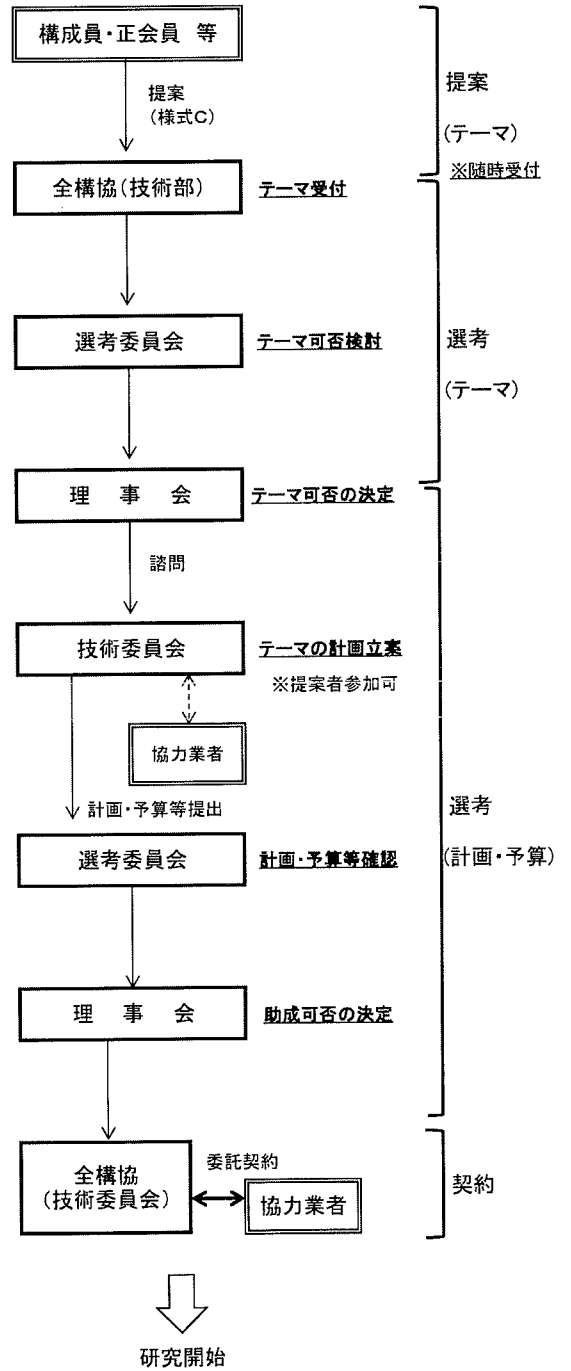 構成員・正会員 等
提案
(様式C)
提案
(テーマ)
※随時受付
全構協(技術部)
テーマ受付
選考委員会
テーマ可否検討
選考
(テーマ)
理 事 会
テーマ可否の決定
諮問
技術委員会
テーマの計画立案
※提案者参加可
協力業者
計画・予算等提出
選考
(計画・予算)
選考委員会
計画・予算等確認
理 事 会
助成可否の決定
全構協
(技術委員会)
委託契約
協力業者
契約
研究開始